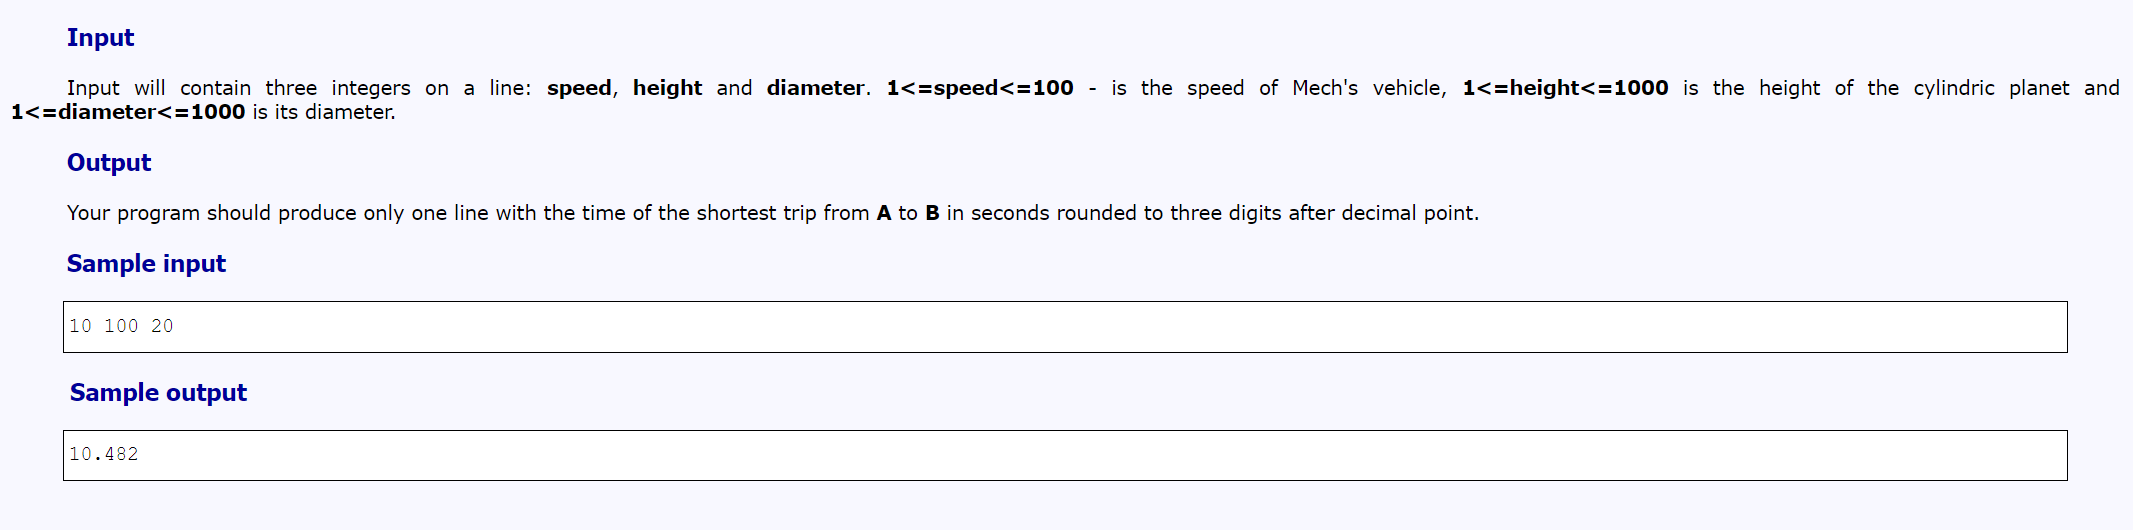 Input
Input will contain three integers on a line: speed, height and diameter. 1<=speed<=100 - is the speed of Mech's vehicle, 1<=height<=1000 is the height of the cylindric planet and
1<=diameter<=1000 is its diameter.
Output
Your program should produce only one line with the time of the shortest trip from A to B in seconds rounded to three digits after decimal point.
Sample input
10 100 20
Sample output
10.482